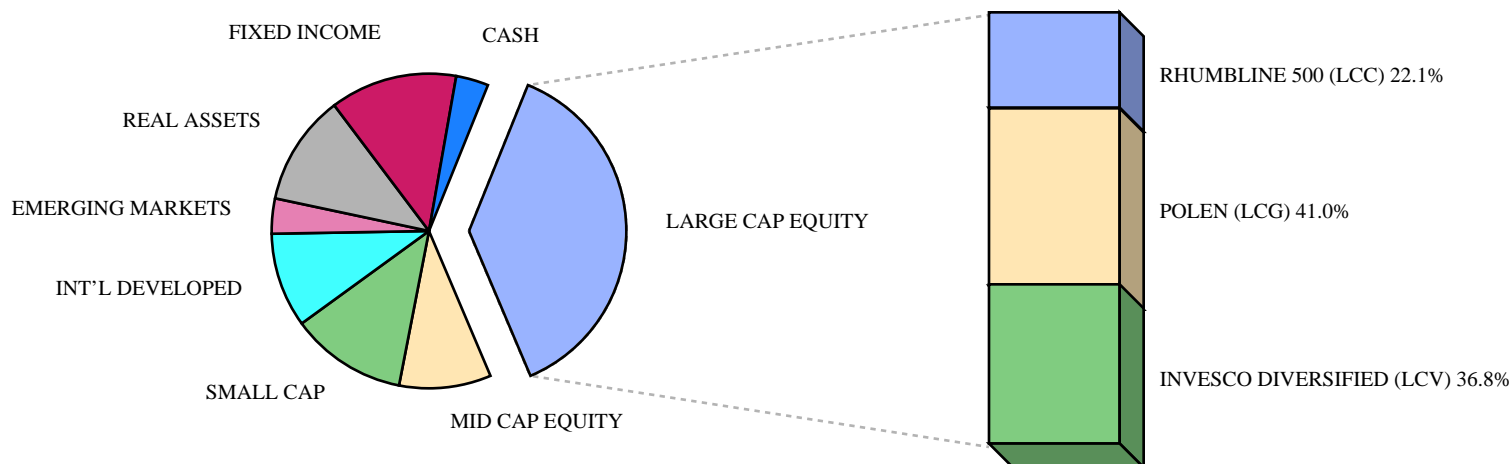 FIXED INCOME
CASH
REAL ASSETS
EMERGING MARKETS
INT'L DEVELOPED
SMALL CAP
MID CAP EQUITY
LARGE CAP EQUITY
RHUMBLINE 500 (LCC) 22.1%
POLEN (LCG) 41.0%
INVESCO DIVERSIFIED (LCV) 36.8%